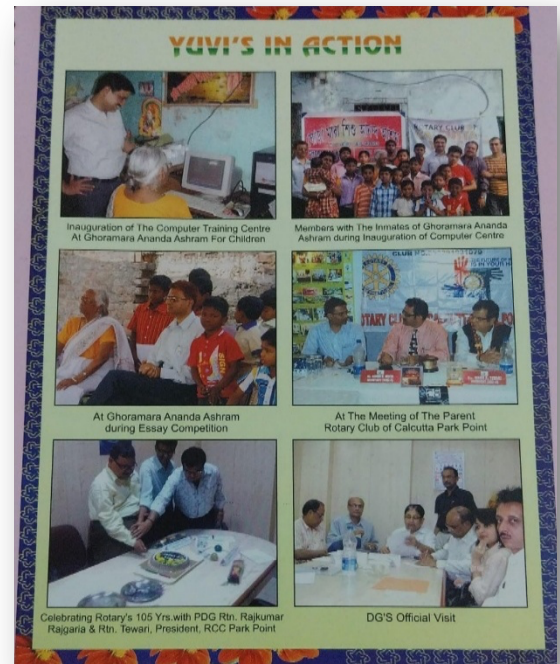 YUVI'S IN ACTION
ROTARY CLUB
Inauguration of The Computer Training Centre
At Ghoramara Ananda Ashram For Children
Members with The Inmates of Ghoramara Ananda
Ashram during Inauguration of Computer Centre
At Ghoramara Ananda Ashram
during Essay Competition
At The Meeting of The Parent
Rotary Club of Calcutta Park Point
Celebrating Rotary's 105 Yrs.with PDG Rtn. Rajkumar
Rajgaria & Rtn. Tewari, President, RCC Park Point
DG'S Official Visit